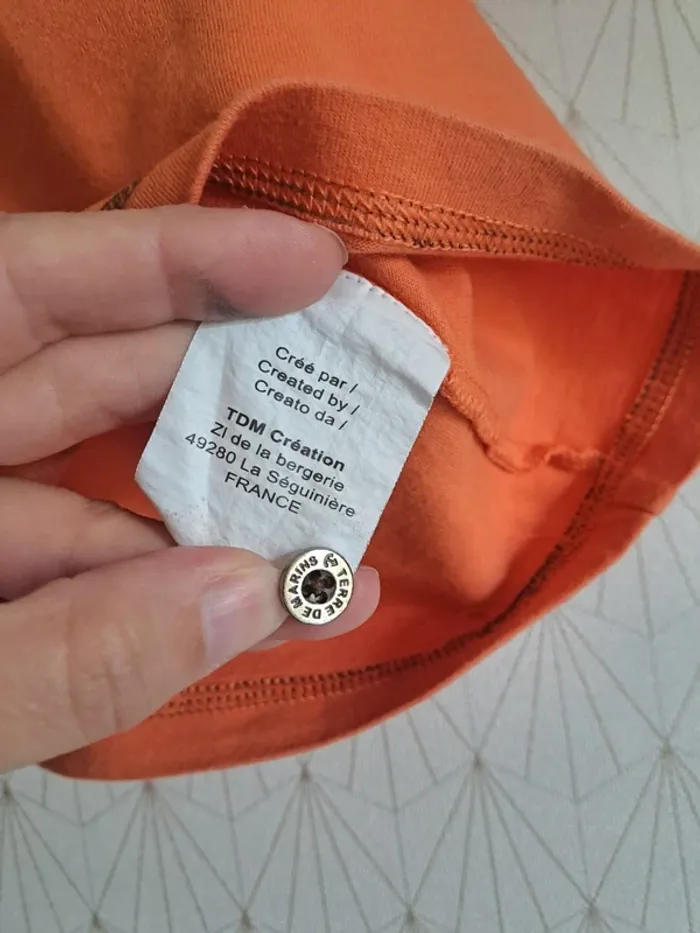 Créé par /
Created by /
Creato da /
TDM Création
ZI de la bergerie
49280 La Séguinière
FRANCE
TERRE DE MARINS